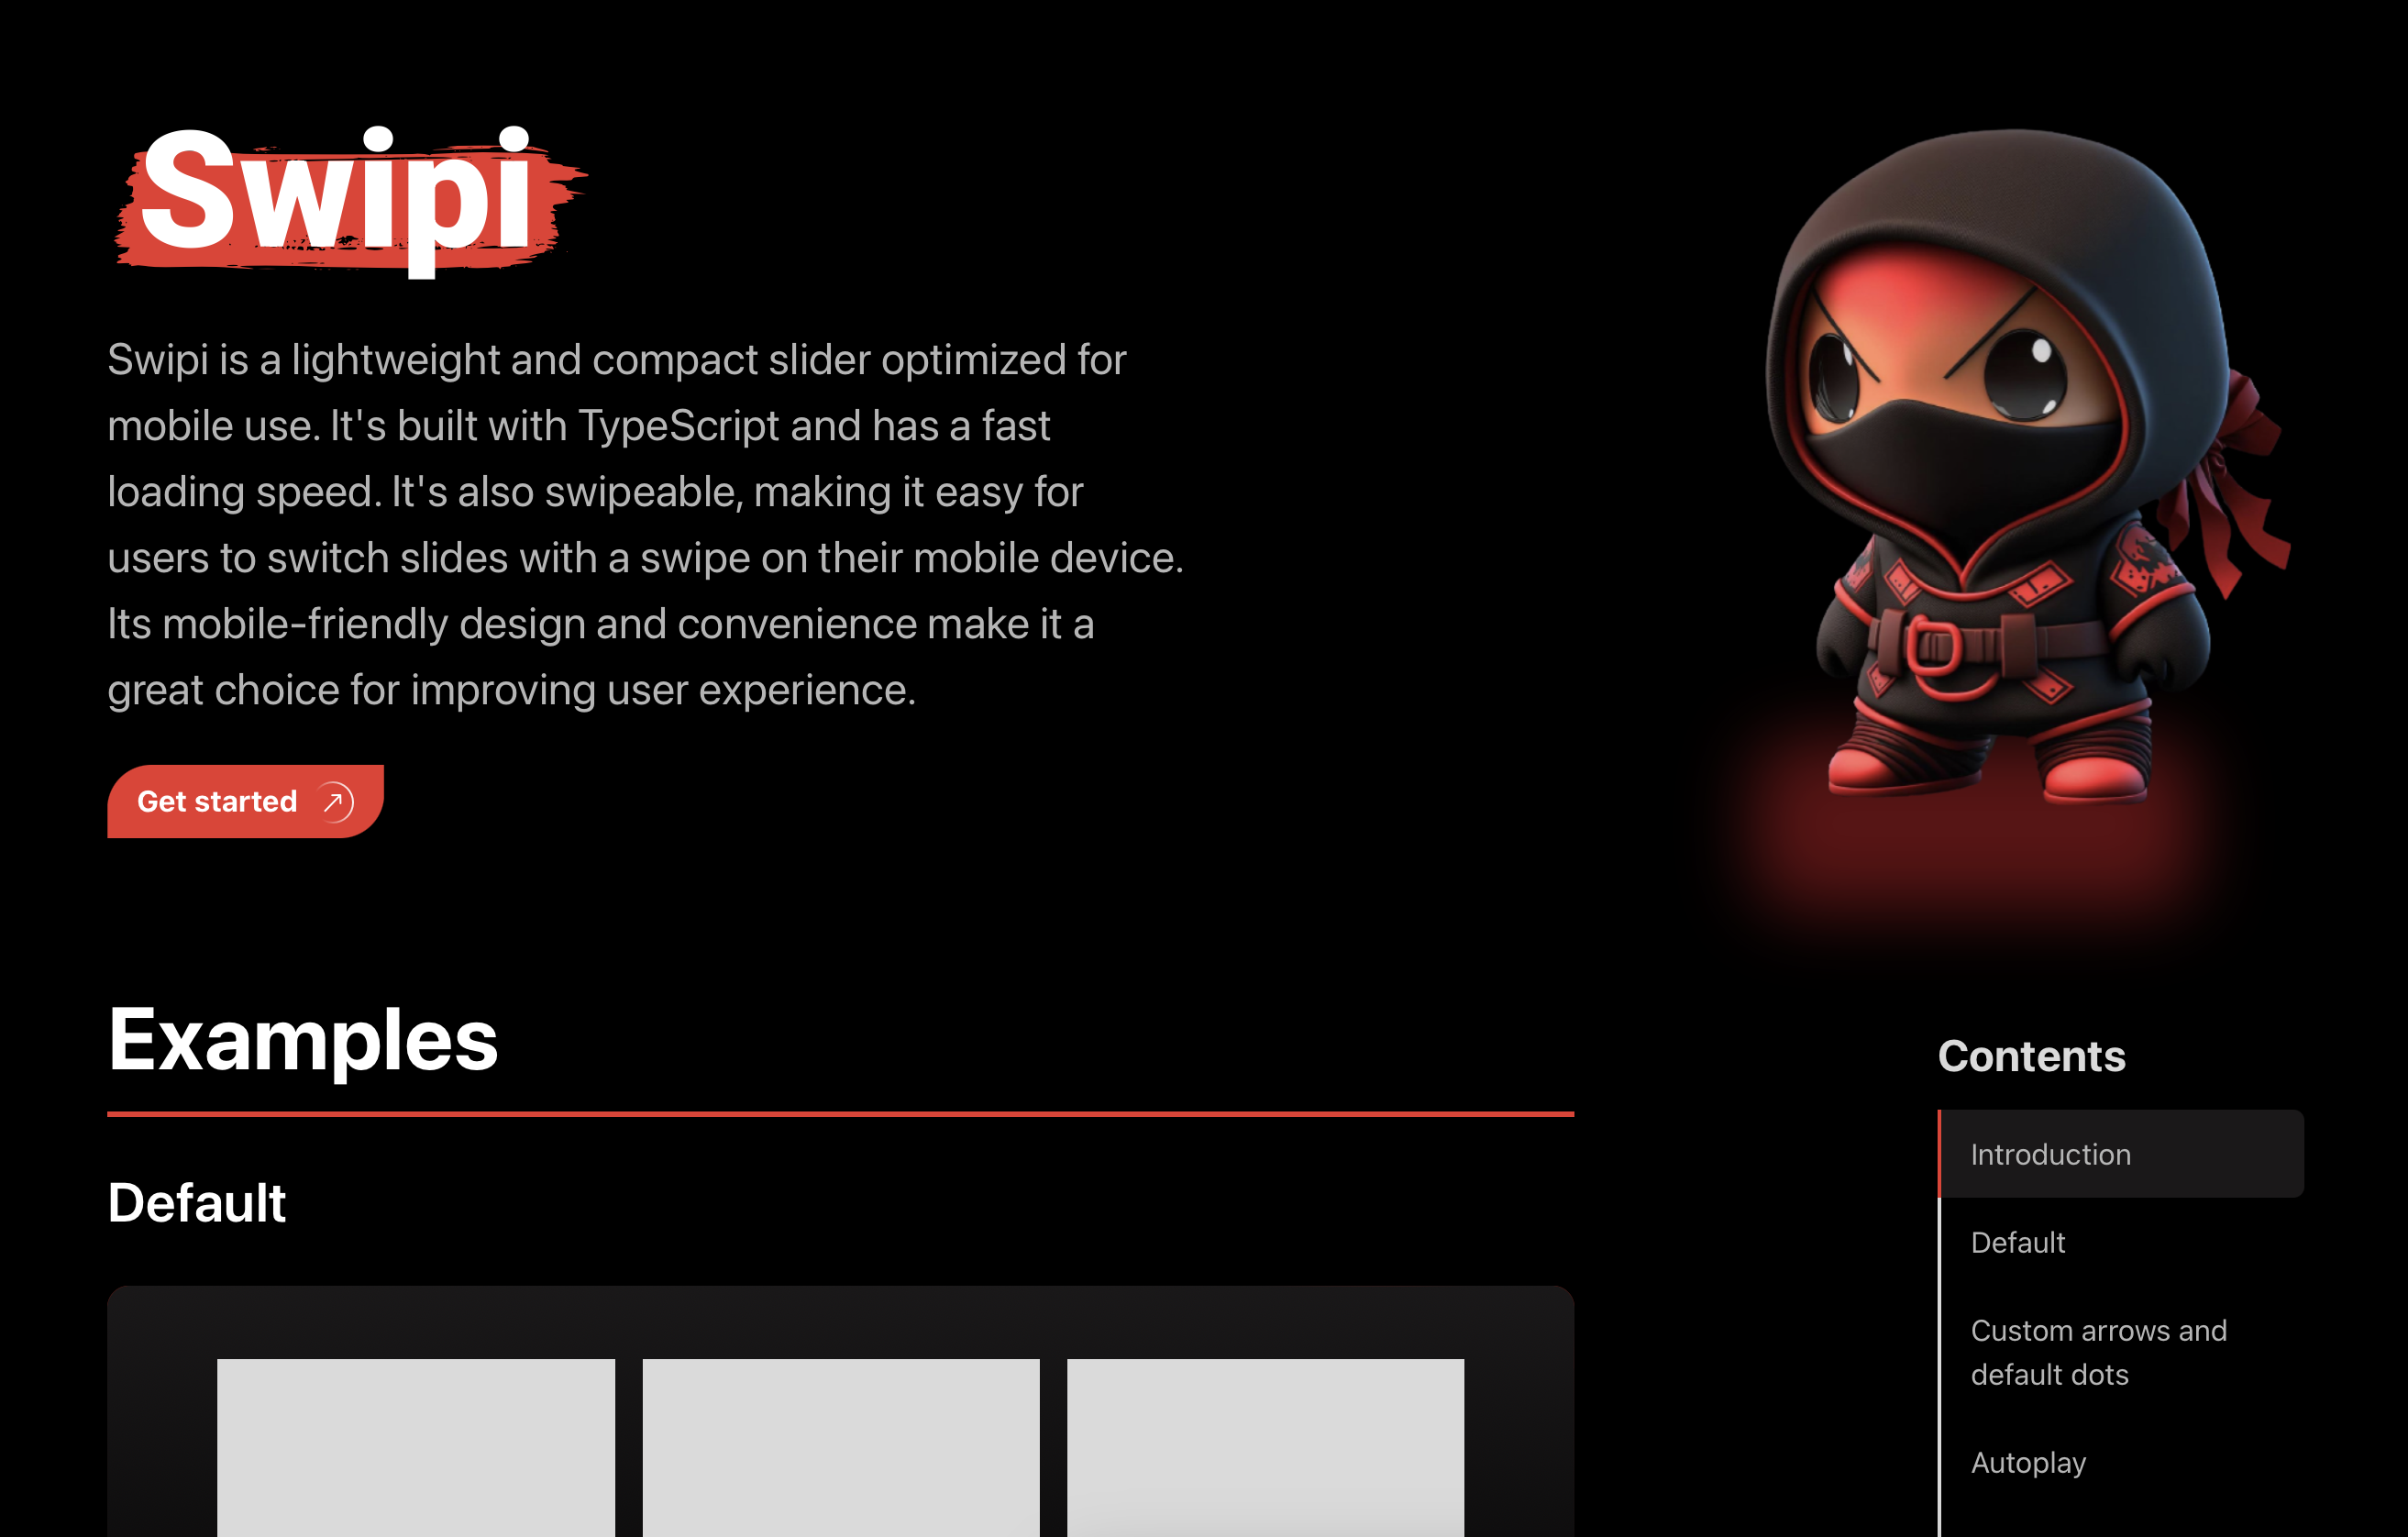 Swipi
Swipi is a lightweight and compact slider optimized for
mobile use. It's built with TypeScript and has a fast
loading speed. It's also swipeable, making it easy for
users to switch slides with a swipe on their mobile device.
Its mobile-friendly design and convenience make it a
great choice for improving user experience.
Get started
Examples
Default
Contents
Introduction
Default
Custom arrows and
default dots
Autoplay